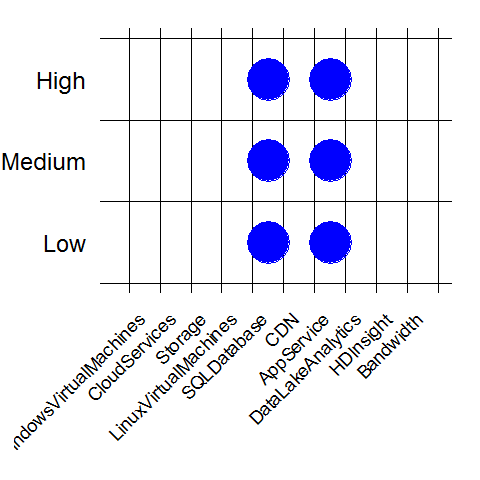 High
Medium
Low
ndowsVirtualMachines
CloudServices
Storage
LinuxVirtualMachines
SQLDatabase
CDN
AppService
DataLakeAnalytics
HDInsight
Bandwidth